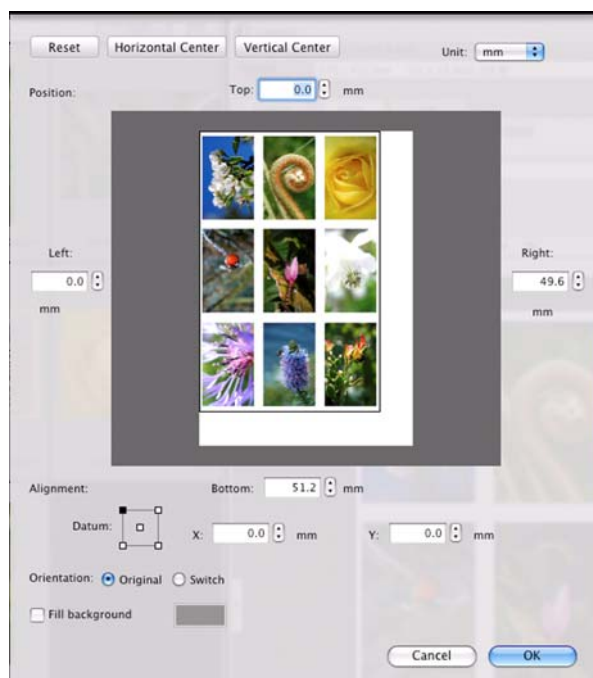 Reset Horizontal Center Vertical Center Unit: mm
Position: Top: 0.0 mm
Left: Right:
0.0 49.6
mm mm
Alignment: Bottom: 51.2 mm
Datum: X: 0.0 mm Y: 0.0 mm
Orientation: Original Switch
Fill background
Cancel OK